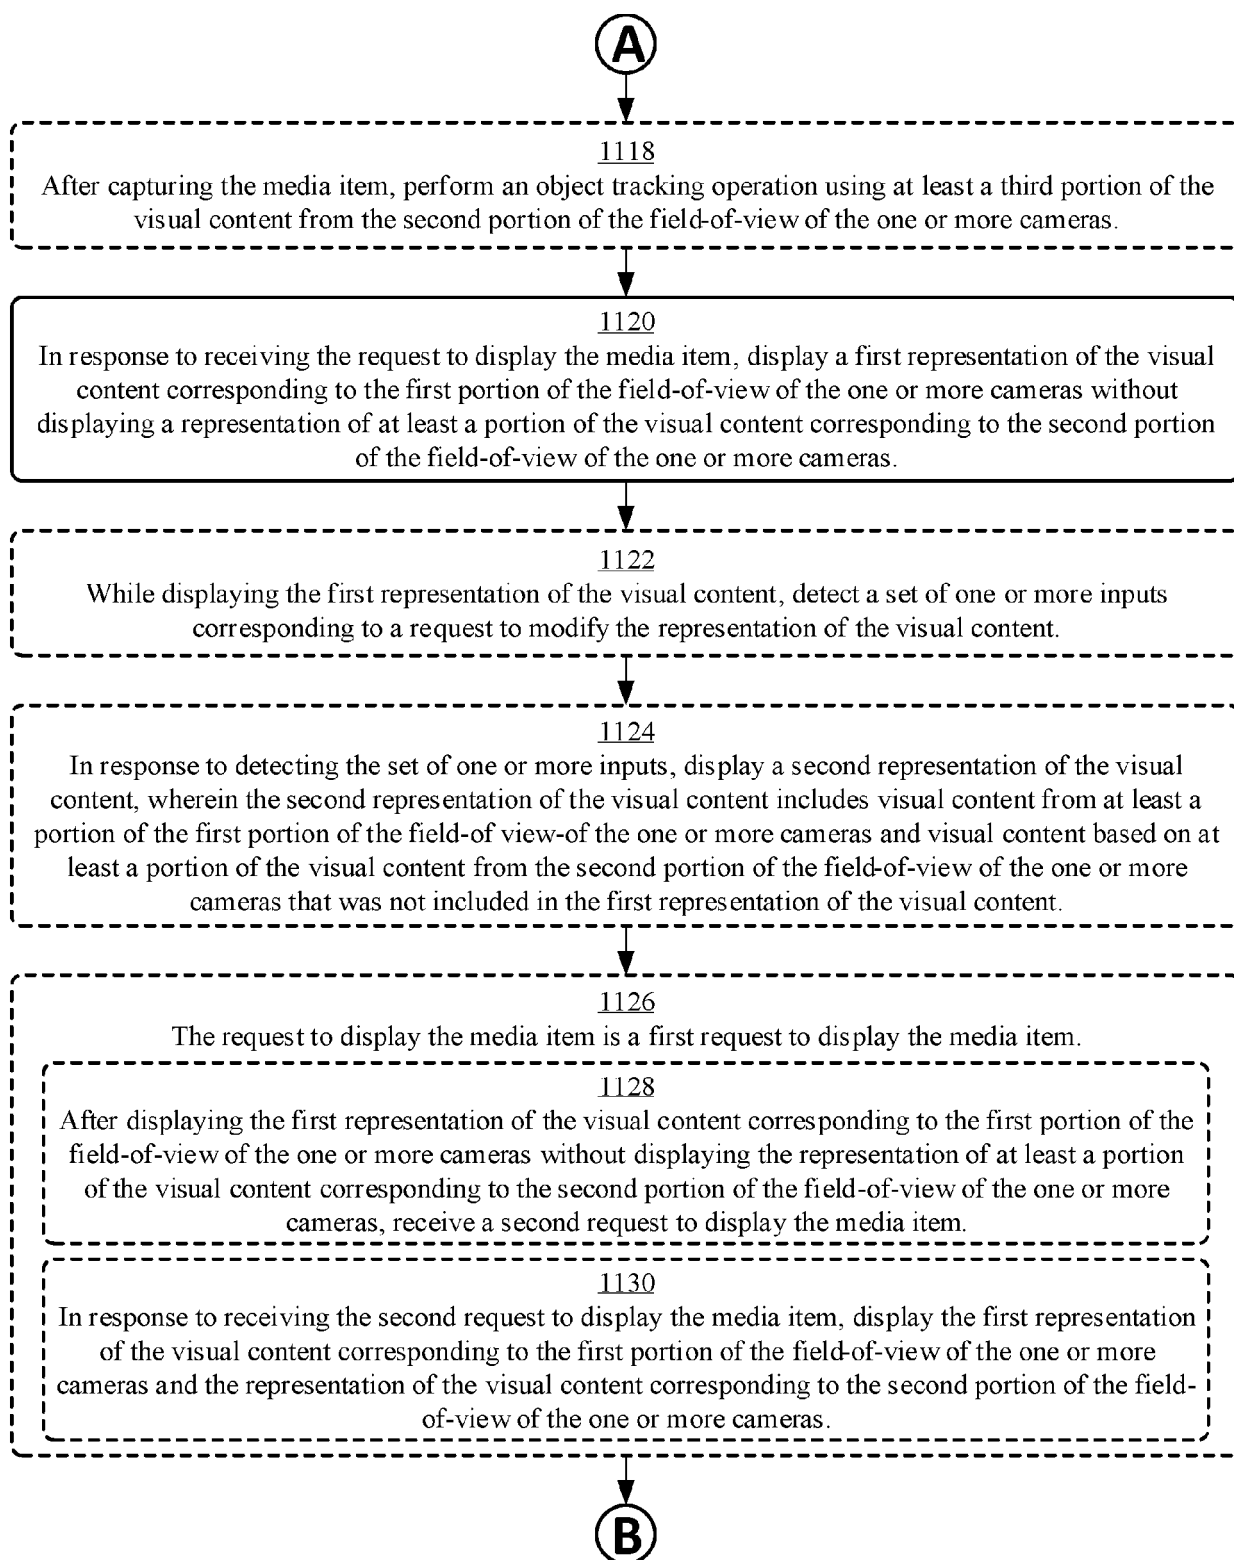 A
1118
After capturing the media item, perform an object tracking operation using at least a third portion of the
visual content from the second portion of the field-of-view of the one or more cameras.
1120
In response to receiving the request to display the media item, display a first representation of the visual
content corresponding to the first portion of the field-of-view of the one or more cameras without
displaying a representation of at least a portion of the visual content corresponding to the second portion
of the field-of-view of the one or more cameras.
1122
While displaying the first representation of the visual content, detect a set of one or more inputs
corresponding to a request to modify the representation of the visual content.
1124
In response to detecting the set of one or more inputs, display a second representation of the visual
content, wherein the second representation of the visual content includes visual content from at least a
portion of the first portion of the field-of view-of the one or more cameras and visual content based on at
least a portion of the visual content from the second portion of the field-of-view of the one or more
cameras that was not included in the first representation of the visual content.
1126
The request to display the media item is a first request to display the media item.
1128
After displaying the first representation of the visual content corresponding to the first portion of the
field-of-view of the one or more cameras without displaying the representation of at least a portion
of the visual content corresponding to the second portion of the field-of-view of the one or more
cameras, receive a second request to display the media item.
1130
In response to receiving the second request to display the media item, display the first representation
of the visual content corresponding to the first portion of the field-of-view of the one or more
cameras and the representation of the visual content corresponding to the second portion of the field-
of-view of the one or more cameras.
B